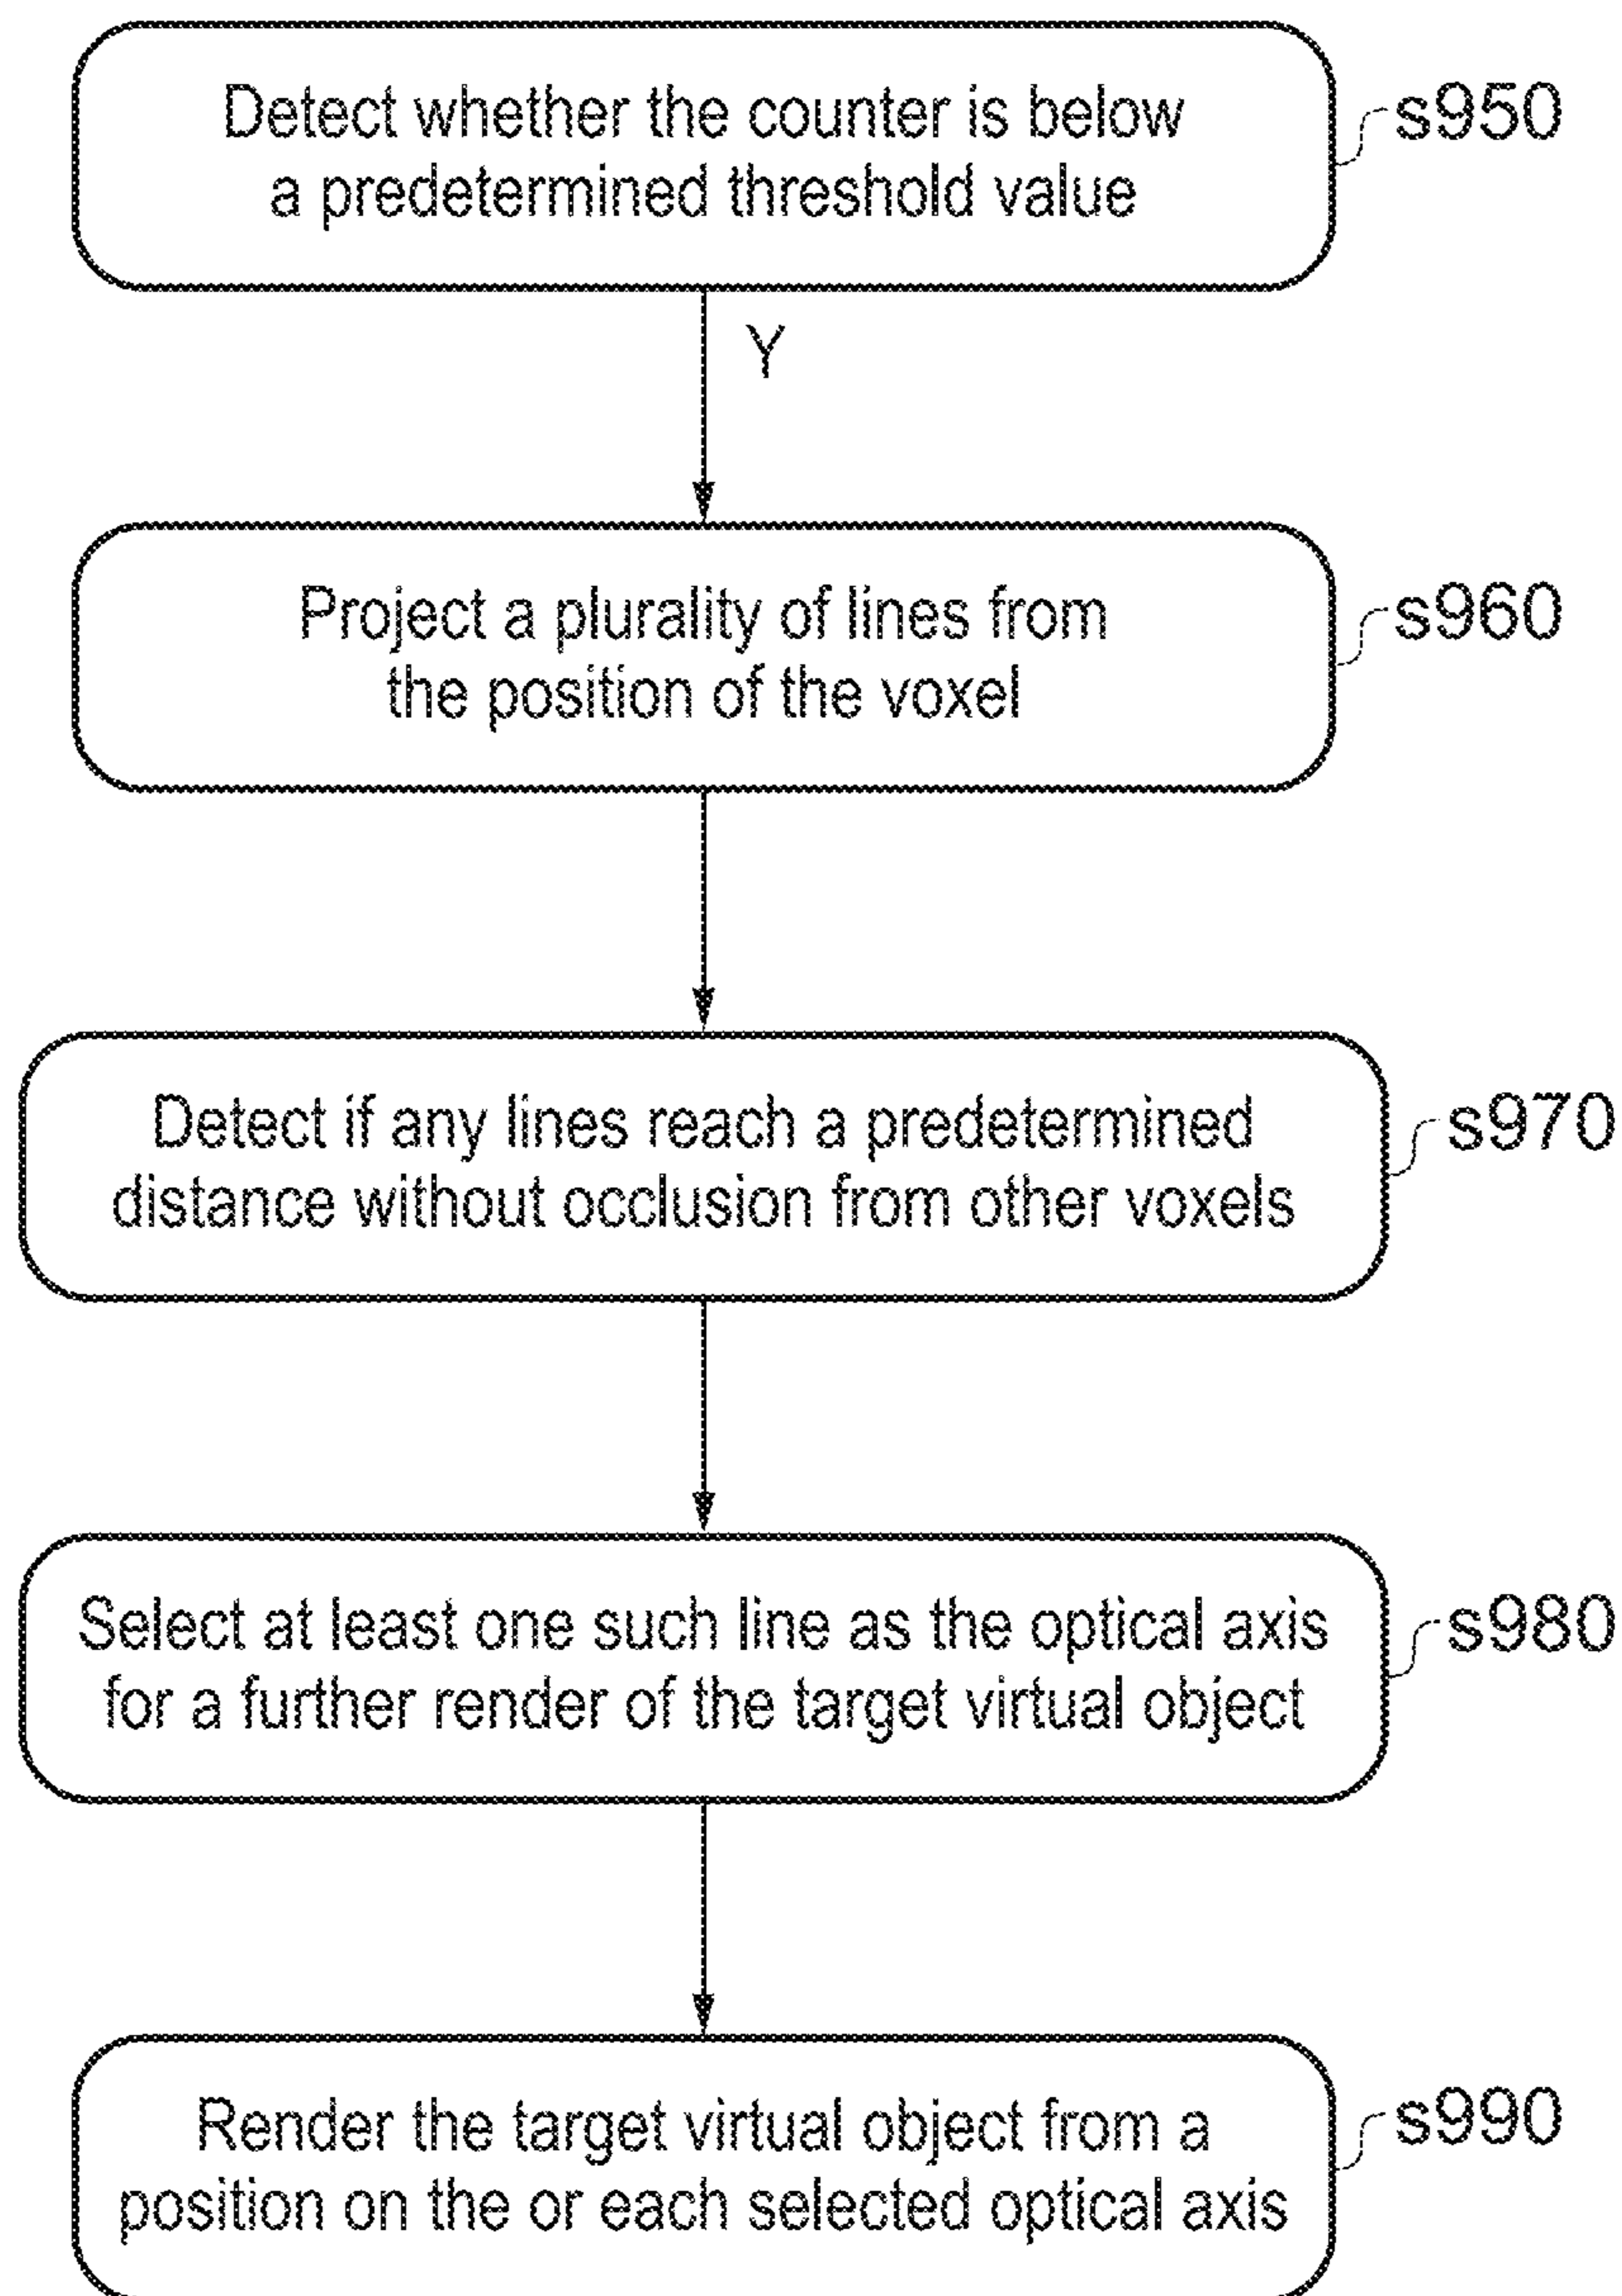 Detect whether the counter is below
a predetermined threshold value
s950
Y
Project a plurality of lines from
the position of the voxel
s960
Detect if any lines reach a predetermined
distance without occlusion from other voxels
s970
Select at least one such line as the optical axis
for a further render of the target virtual object
s980
Render the target virtual object from a
position on the or each selected optical axis
s990